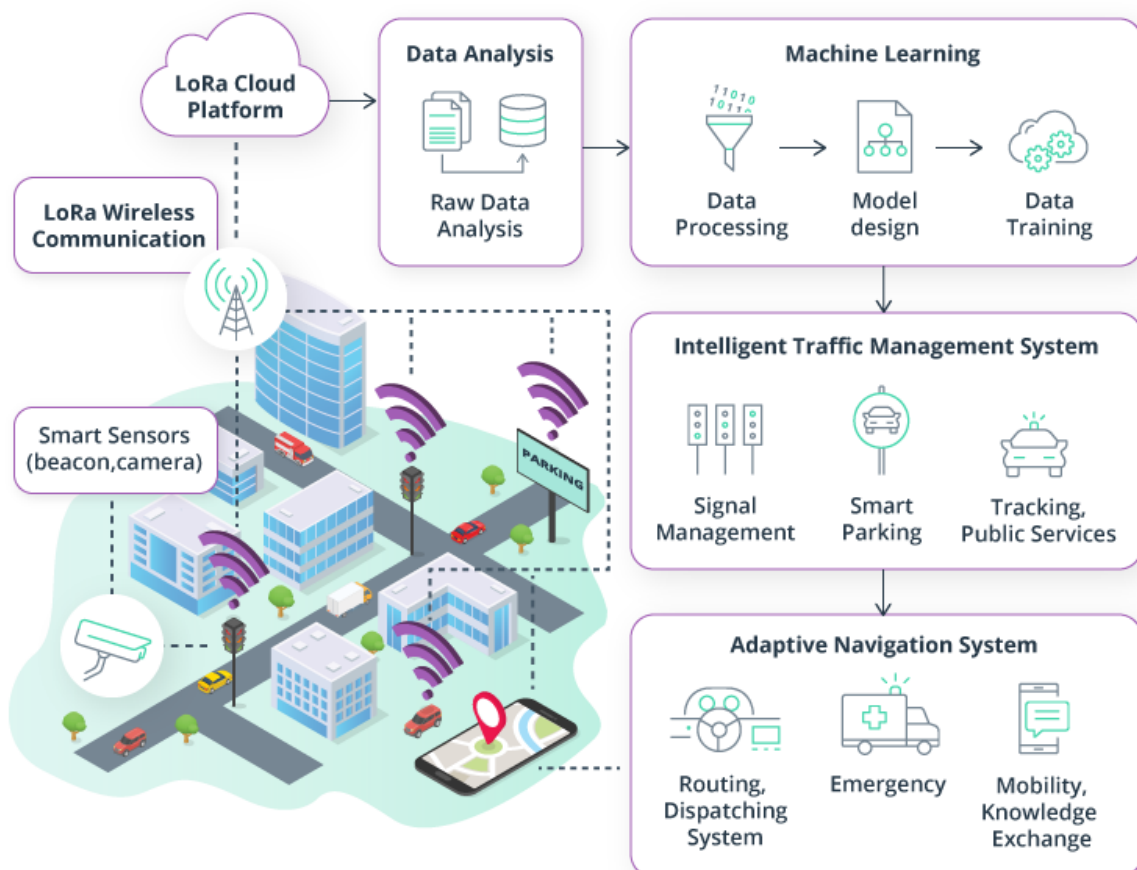 LoRa Cloud
Platform
Data Analysis
Raw Data
Analysis
Machine Learning
11010
10110
Data
Processing
Model
design
Data
Training
LoRa Wireless
Communication
Intelligent Traffic Management System
Signal
Management
Smart
Parking
Tracking,
Public Services
Smart Sensors
(beacon,camera)
PARKING
Adaptive Navigation System
Routing,
Dispatching
System
Emergency
Mobility,
Knowledge
Exchange